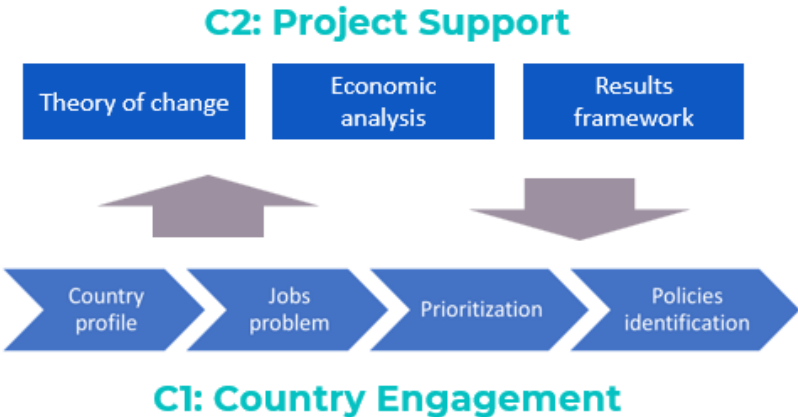 C2: Project Support
Theory of change
Economic
analysis
Results
framework
Country
profile
Jobs
problem
Prioritization
Policies
identification
C1: Country Engagement